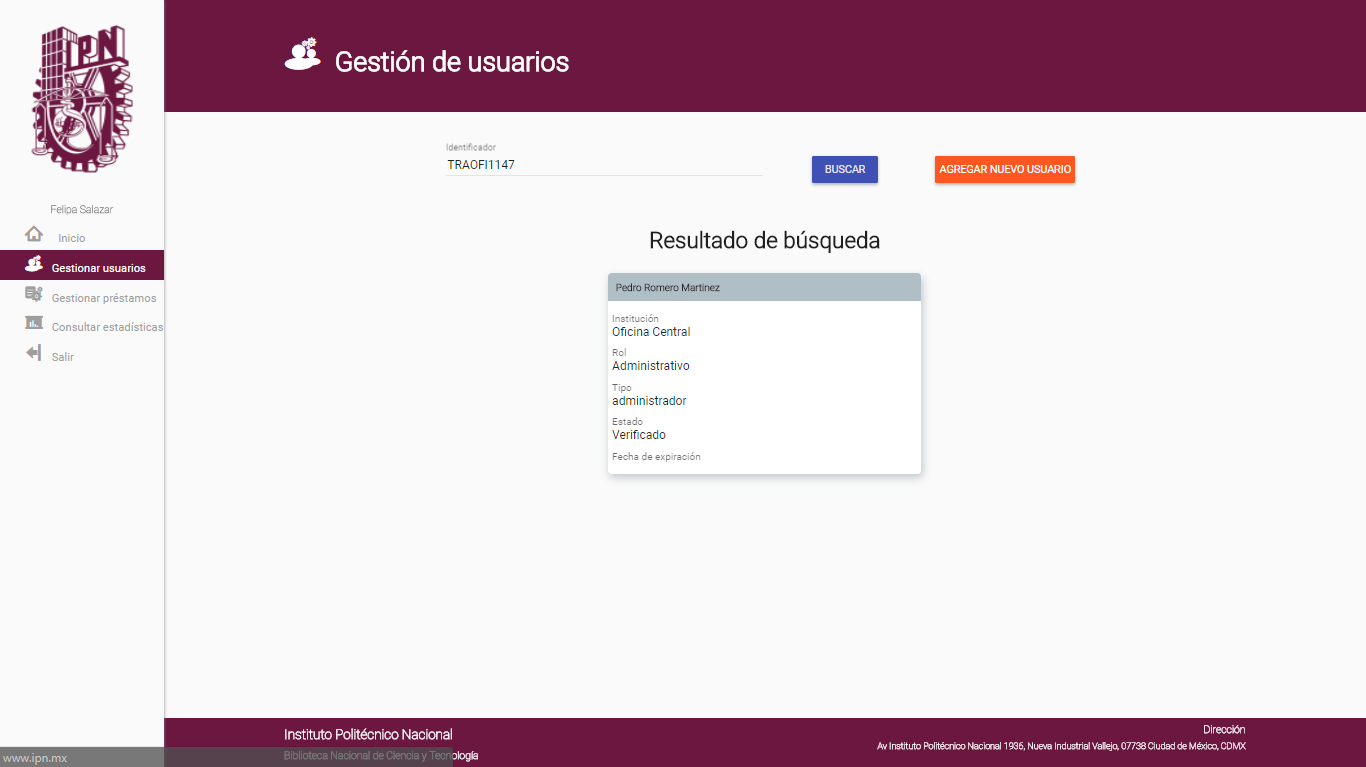 IPN
Gestión de usuarios
Felipa Salazar
Inicio
Gestionar usuarios
Gestionar préstamos
Consultar estadísticas
Salir
Identificador
TRAOFI1147
BUSCAR
AGREGAR NUEVO USUARIO
Resultado de búsqueda
Pedro Romero Martínez
Institución
Oficina Central
Rol
Administrativo
Tipo
administrador
Estado
Verificado
Fecha de expiración
Instituto Politécnico Nacional
Biblioteca Nacional de Ciencia y Tecnología
Dirección
Av Instituto Politécnico Nacional 1936, Nueva Industrial Vallejo, 07738 Ciudad de México, CDMX
www.ipn.mx